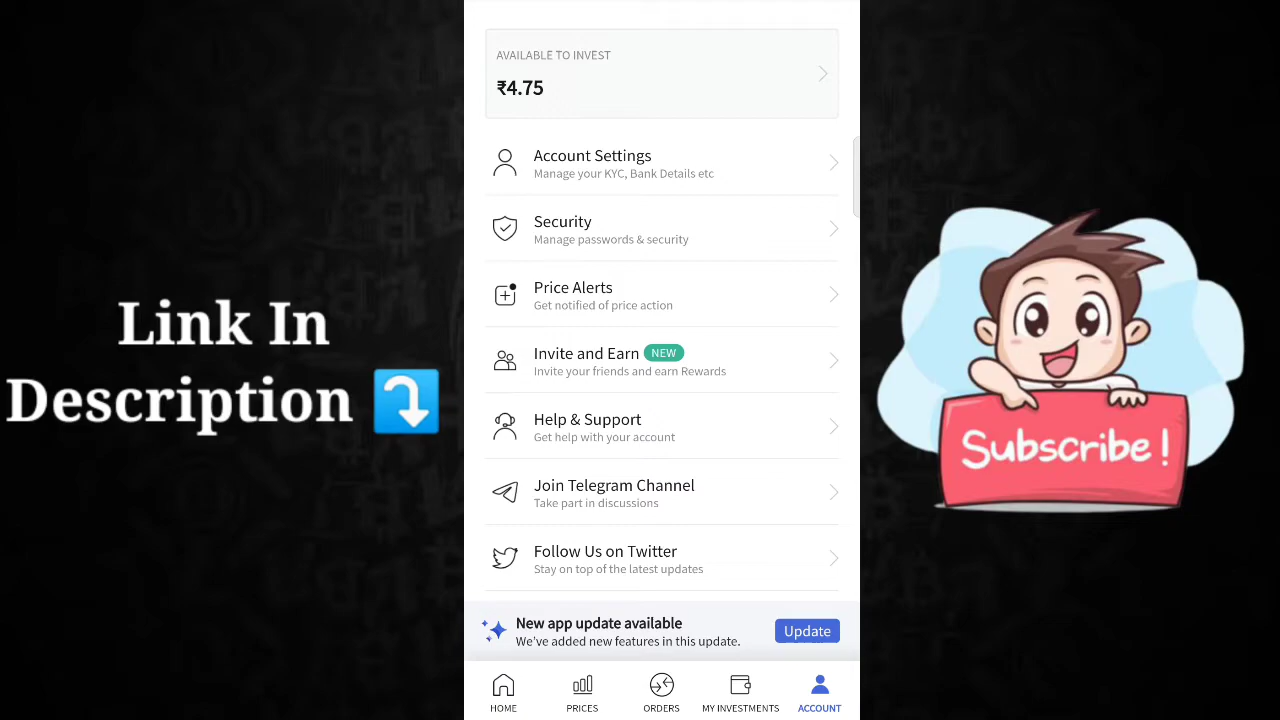 Link In
Description ⤵️
AVAILABLE TO INVEST
₹4.75
Account Settings
Manage your KYC, Bank Details etc
Security
Manage passwords & security
Price Alerts
Get notified of price action
Invite and Earn NEW
Invite your friends and earn Rewards
Help & Support
Get help with your account
Join Telegram Channel
Take part in discussions
Follow Us on Twitter
Stay on top of the latest updates
New app update available
We've added new features in this update.
Update
HOME
PRICES
ORDERS
MY INVESTMENTS
ACCOUNT
Subscribe!